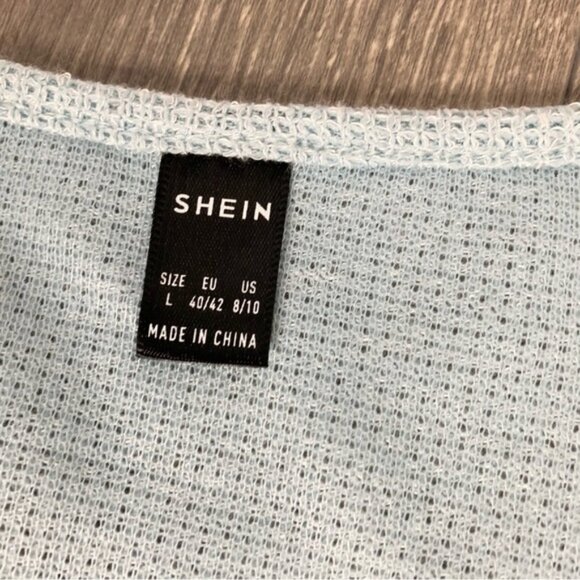 SHEIN
SIZE EU US
L 40/42 8/10
MADE IN CHINA